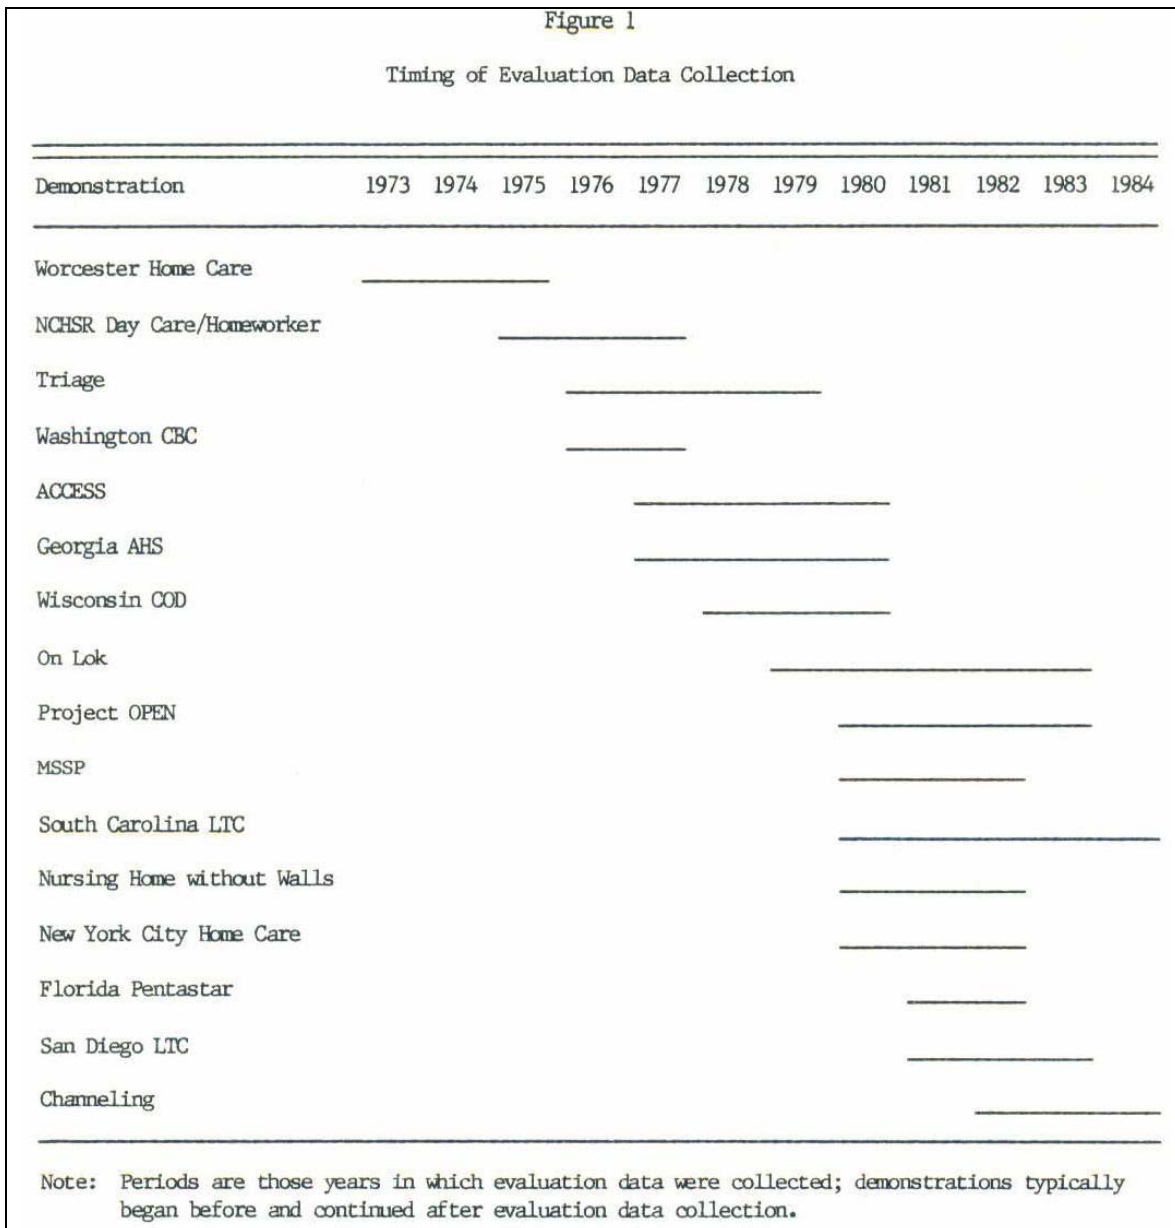 Figure 1
Timing of Evaluation Data Collection
Demonstration 1973 1974 1975 1976 1977 1978 1979 1980 1981 1982 1983 1984
Worcester Home Care
NCHSR Day Care/Homeworker
Triage
Washington CBC
ACCESS
Georgia AHS
Wisconsin COD
On Lok
Project OPEN
MSSP
South Carolina LTC
Nursing Home without Walls
New York City Home Care
Florida Pentastar
San Diego LTC
Channeling
Note: Periods are those years in which evaluation data were collected; demonstrations typically
began before and continued after evaluation data collection.